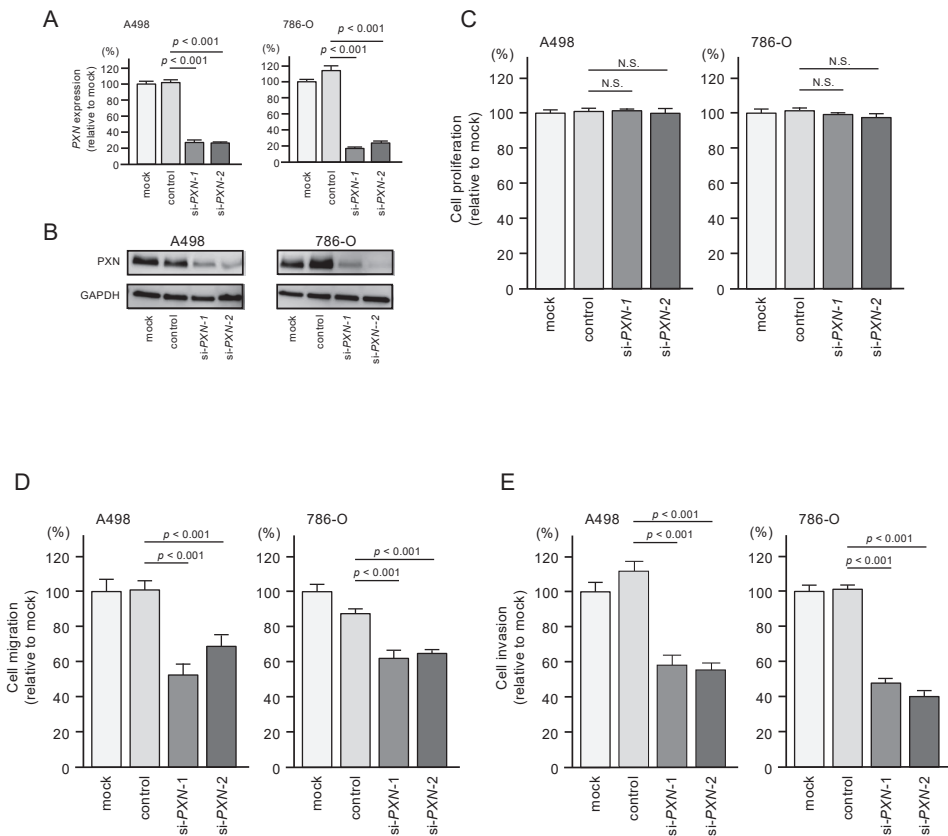 A
A498
786-O
(%)
p < 0.001
p < 0.001
(%)
p < 0.001
p < 0.001
PXN expression
(relative to mock)
120
100
80
60
40
20
0
120
100
80
60
40
20
0
mock
control
si-PXN-1
si-PXN-2
mock
control
si-PXN-1
si-PXN-2
B
A498
786-O
PXN
GAPDH
mock
control
si-PXN-1
si-PXN-2
mock
control
si-PXN-1
si-PXN--2
C
A498
786-O
(%)
N.S.
N.S.
(%)
N.S.
N.S.
Cell proliferation
(relative to mock)
120
100
80
60
40
20
0
120
100
80
60
40
20
0
mock
control
si-PXN-1
si-PXN-2
mock
control
si-PXN-1
si-PXN-2
D
A498
786-O
(%)
p < 0.001
p < 0.001
(%)
p < 0.001
p < 0.001
Cell migration
(relative to mock)
120
100
80
60
40
20
0
120
100
80
60
40
20
0
mock
control
si-PXN-1
si-PXN-2
mock
control
si-PXN-1
si-PXN-2
E
A498
786-O
(%)
p < 0.001
p < 0.001
(%)
p < 0.001
p < 0.001
Cell invasion
(relative to mock)
120
100
80
60
40
20
0
120
100
80
60
40
20
0
mock
control
si-PXN-1
si-PXN-2
mock
control
si-PXN-1
si-PXN-2